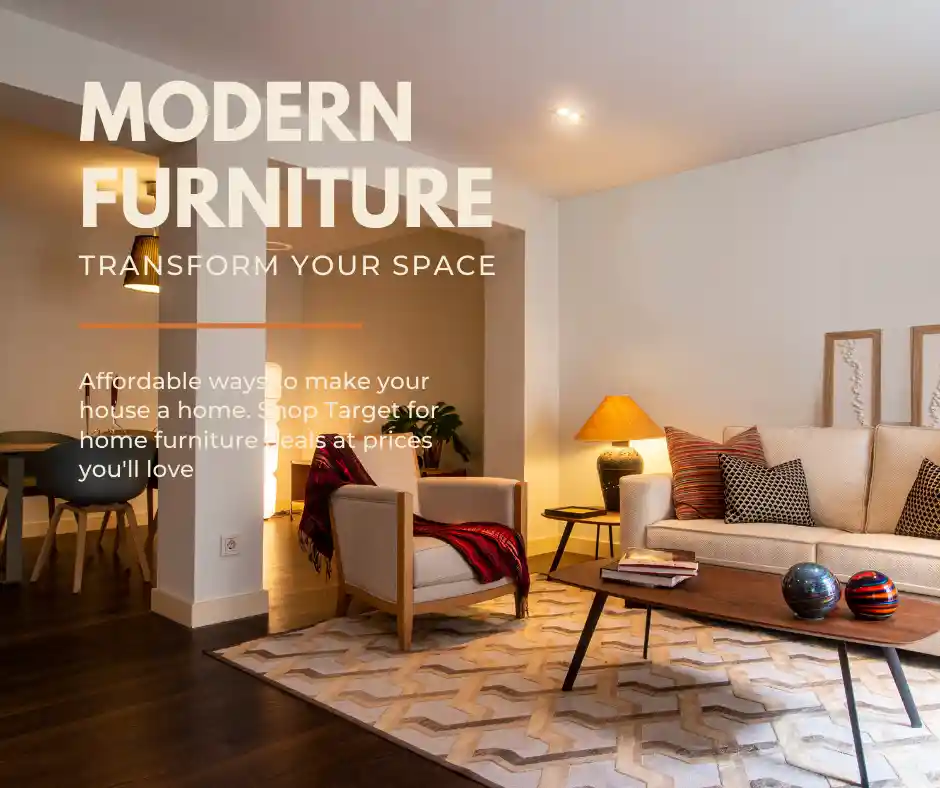 MODERN
FURNITURE
TRANSFORM YOUR SPACE
Affordable ways to make your
house a home. Shop Target for
home furniture deals at prices
you'll love